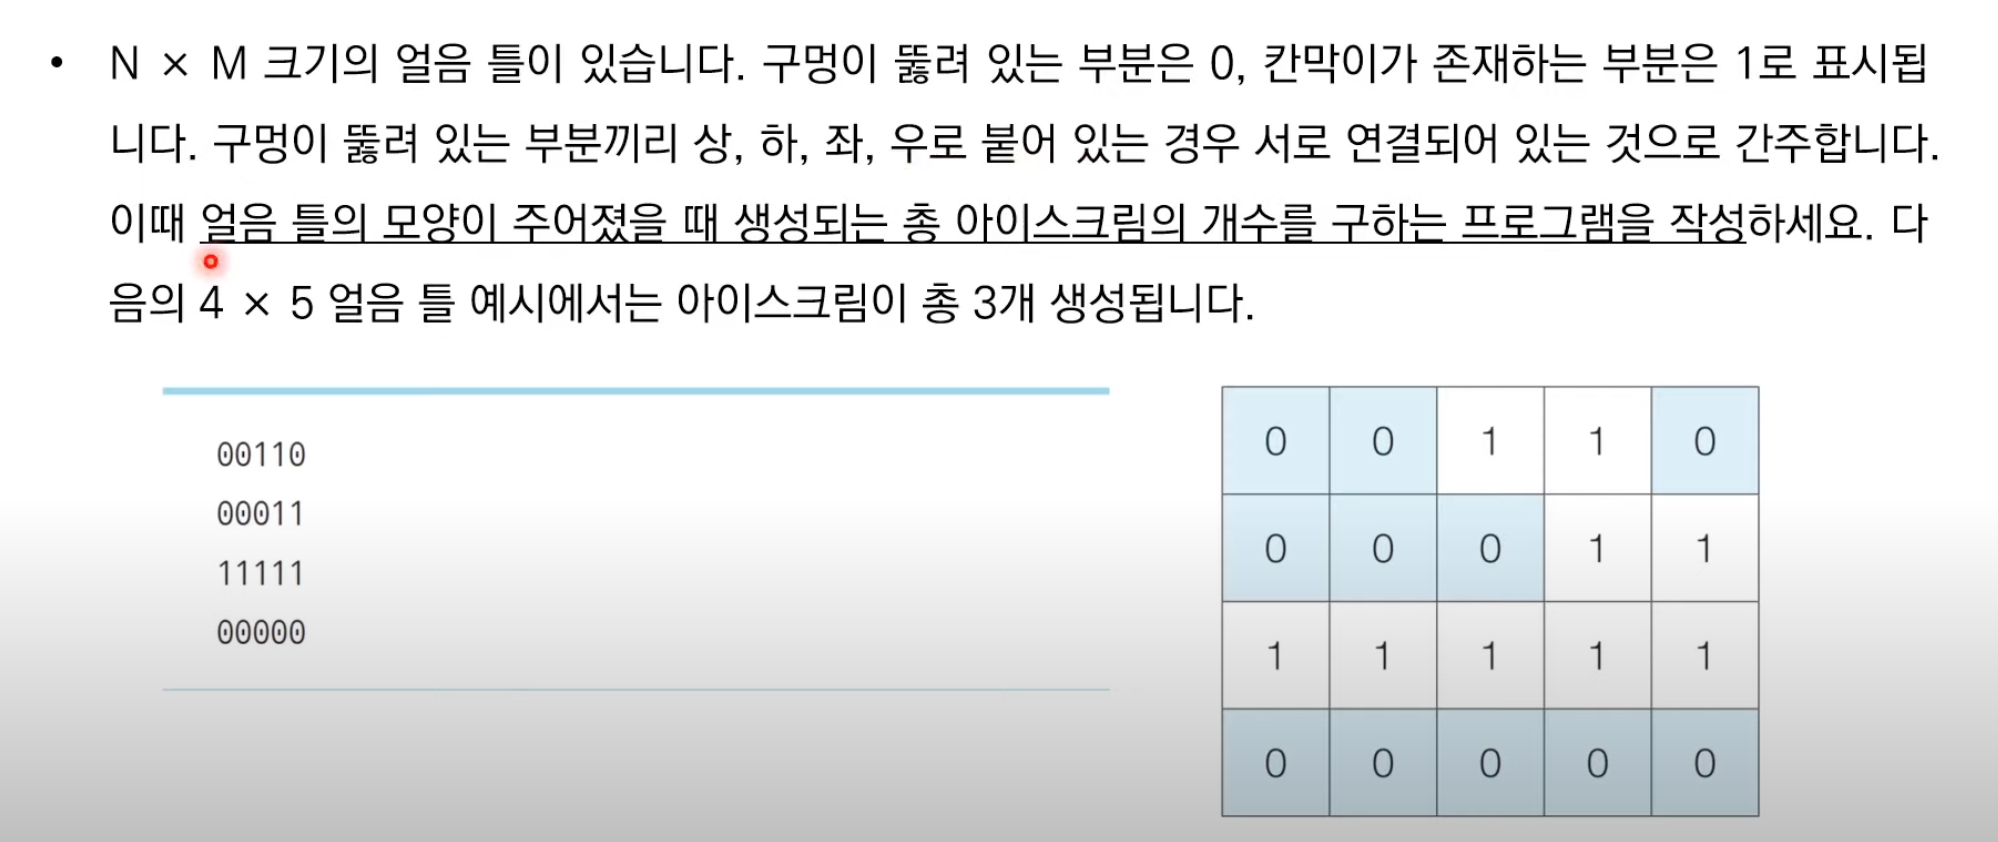 • N × M 크기의 얼음 틀이 있습니다. 구멍이 뚫려 있는 부분은 0, 칸막이가 존재하는 부분은 1로 표시됩
니다. 구멍이 뚫려 있는 부분끼리 상, 하, 좌, 우로 붙어 있는 경우 서로 연결되어 있는 것으로 간주합니다.
이때 얼음 틀의 모양이 주어졌을 때 생성되는 총 아이스크림의 개수를 구하는 프로그램을 작성하세요. 다
음의 4 × 5 얼음 틀 예시에서는 아이스크림이 총 3개 생성됩니다.
00110
00011
11111
00000
0 0 1 1 0
0 0 0 1 1
1 1 1 1 1
0 0 0 0 0